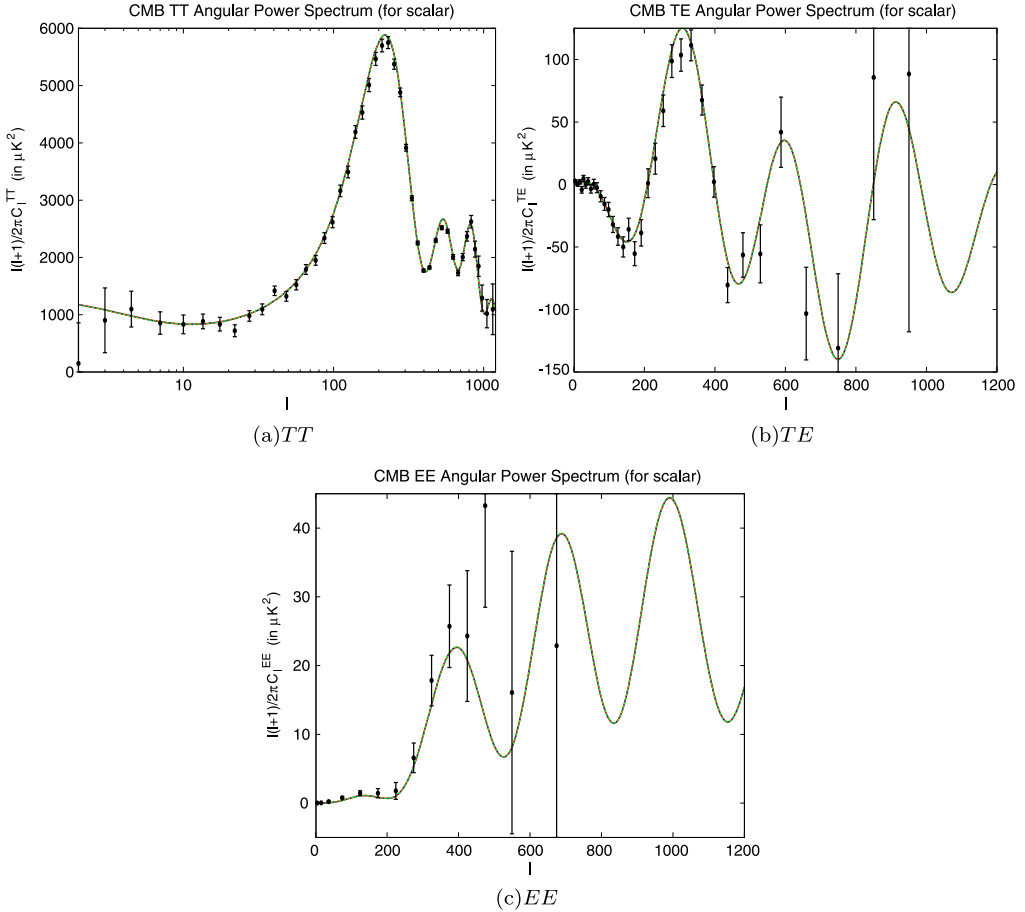 CMB TT Angular Power Spectrum (for scalar)
l(l+1)/2πC_l^TT (in μK²)
6000
5000
4000
3000
2000
1000
0
10 100 1000
l
(a)TT
CMB TE Angular Power Spectrum (for scalar)
l(l+1)/2πC_l^TE (in μK²)
100
50
0
-50
-100
-150
0 200 400 600 800 1000 1200
l
(b)TE
CMB EE Angular Power Spectrum (for scalar)
l(l+1)/2πC_l^EE (in μK²)
40
30
20
10
0
0 200 400 600 800 1000 1200
l
(c)EE